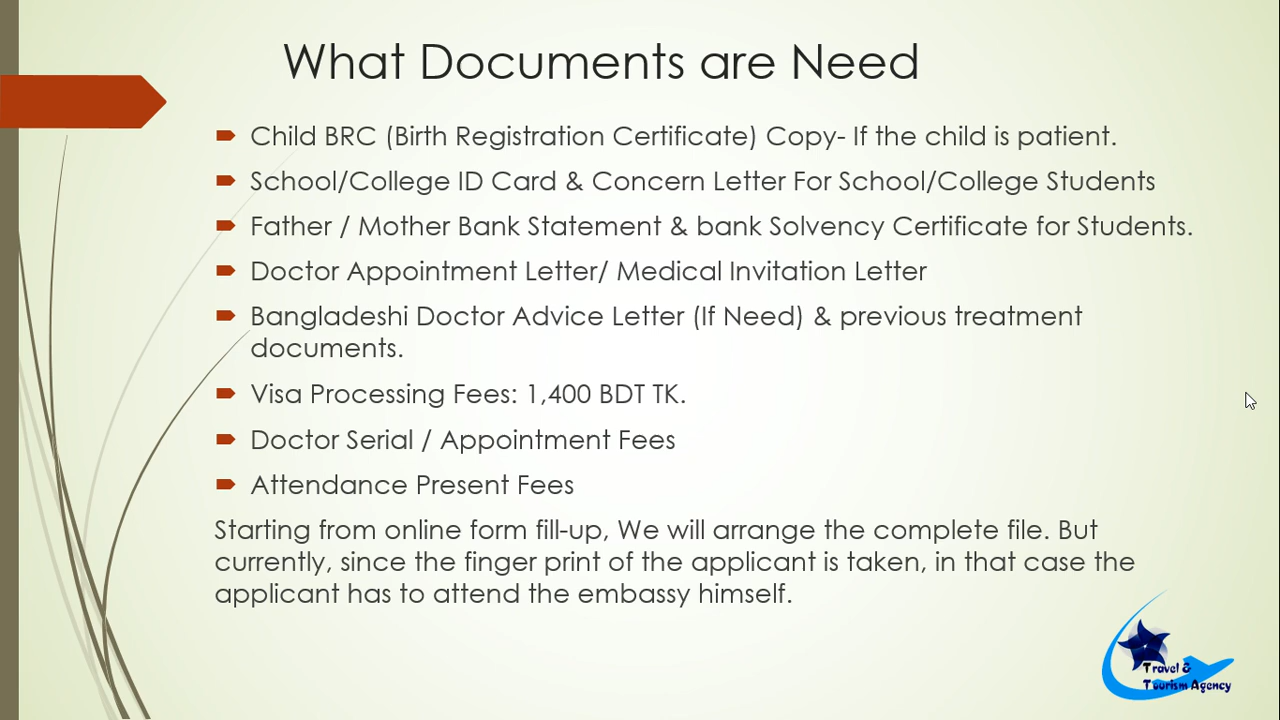 What Documents are Need
Child BRC (Birth Registration Certificate) Copy- If the child is patient.
School/College ID Card & Concern Letter For School/College Students
Father / Mother Bank Statement & bank Solvency Certificate for Students.
Doctor Appointment Letter/ Medical Invitation Letter
Bangladeshi Doctor Advice Letter (If Need) & previous treatment
documents.
Visa Processing Fees: 1,400 BDT TK.
Doctor Serial / Appointment Fees
Attendance Present Fees
Starting from online form fill-up, We will arrange the complete file. But
currently, since the finger print of the applicant is taken, in that case the
applicant has to attend the embassy himself.
Travel &
Tourism Agency